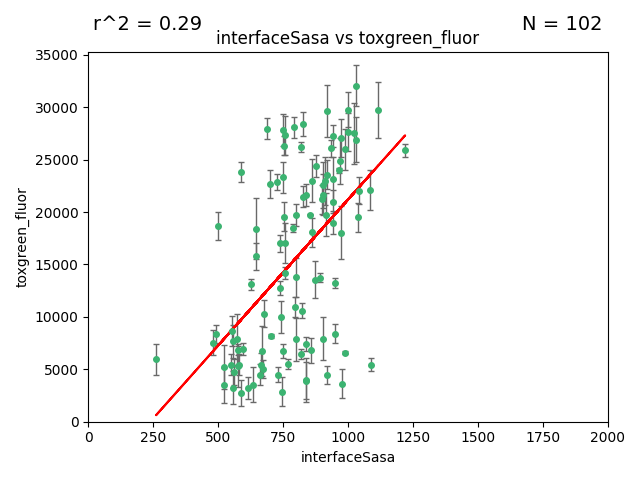 r^2 = 0.29
N = 102
interfaceSasa vs toxgreen_fluor
35000
30000
25000
20000
15000
10000
5000
0
toxgreen_fluor
0 250 500 750 1000 1250 1500 1750 2000
interfaceSasa